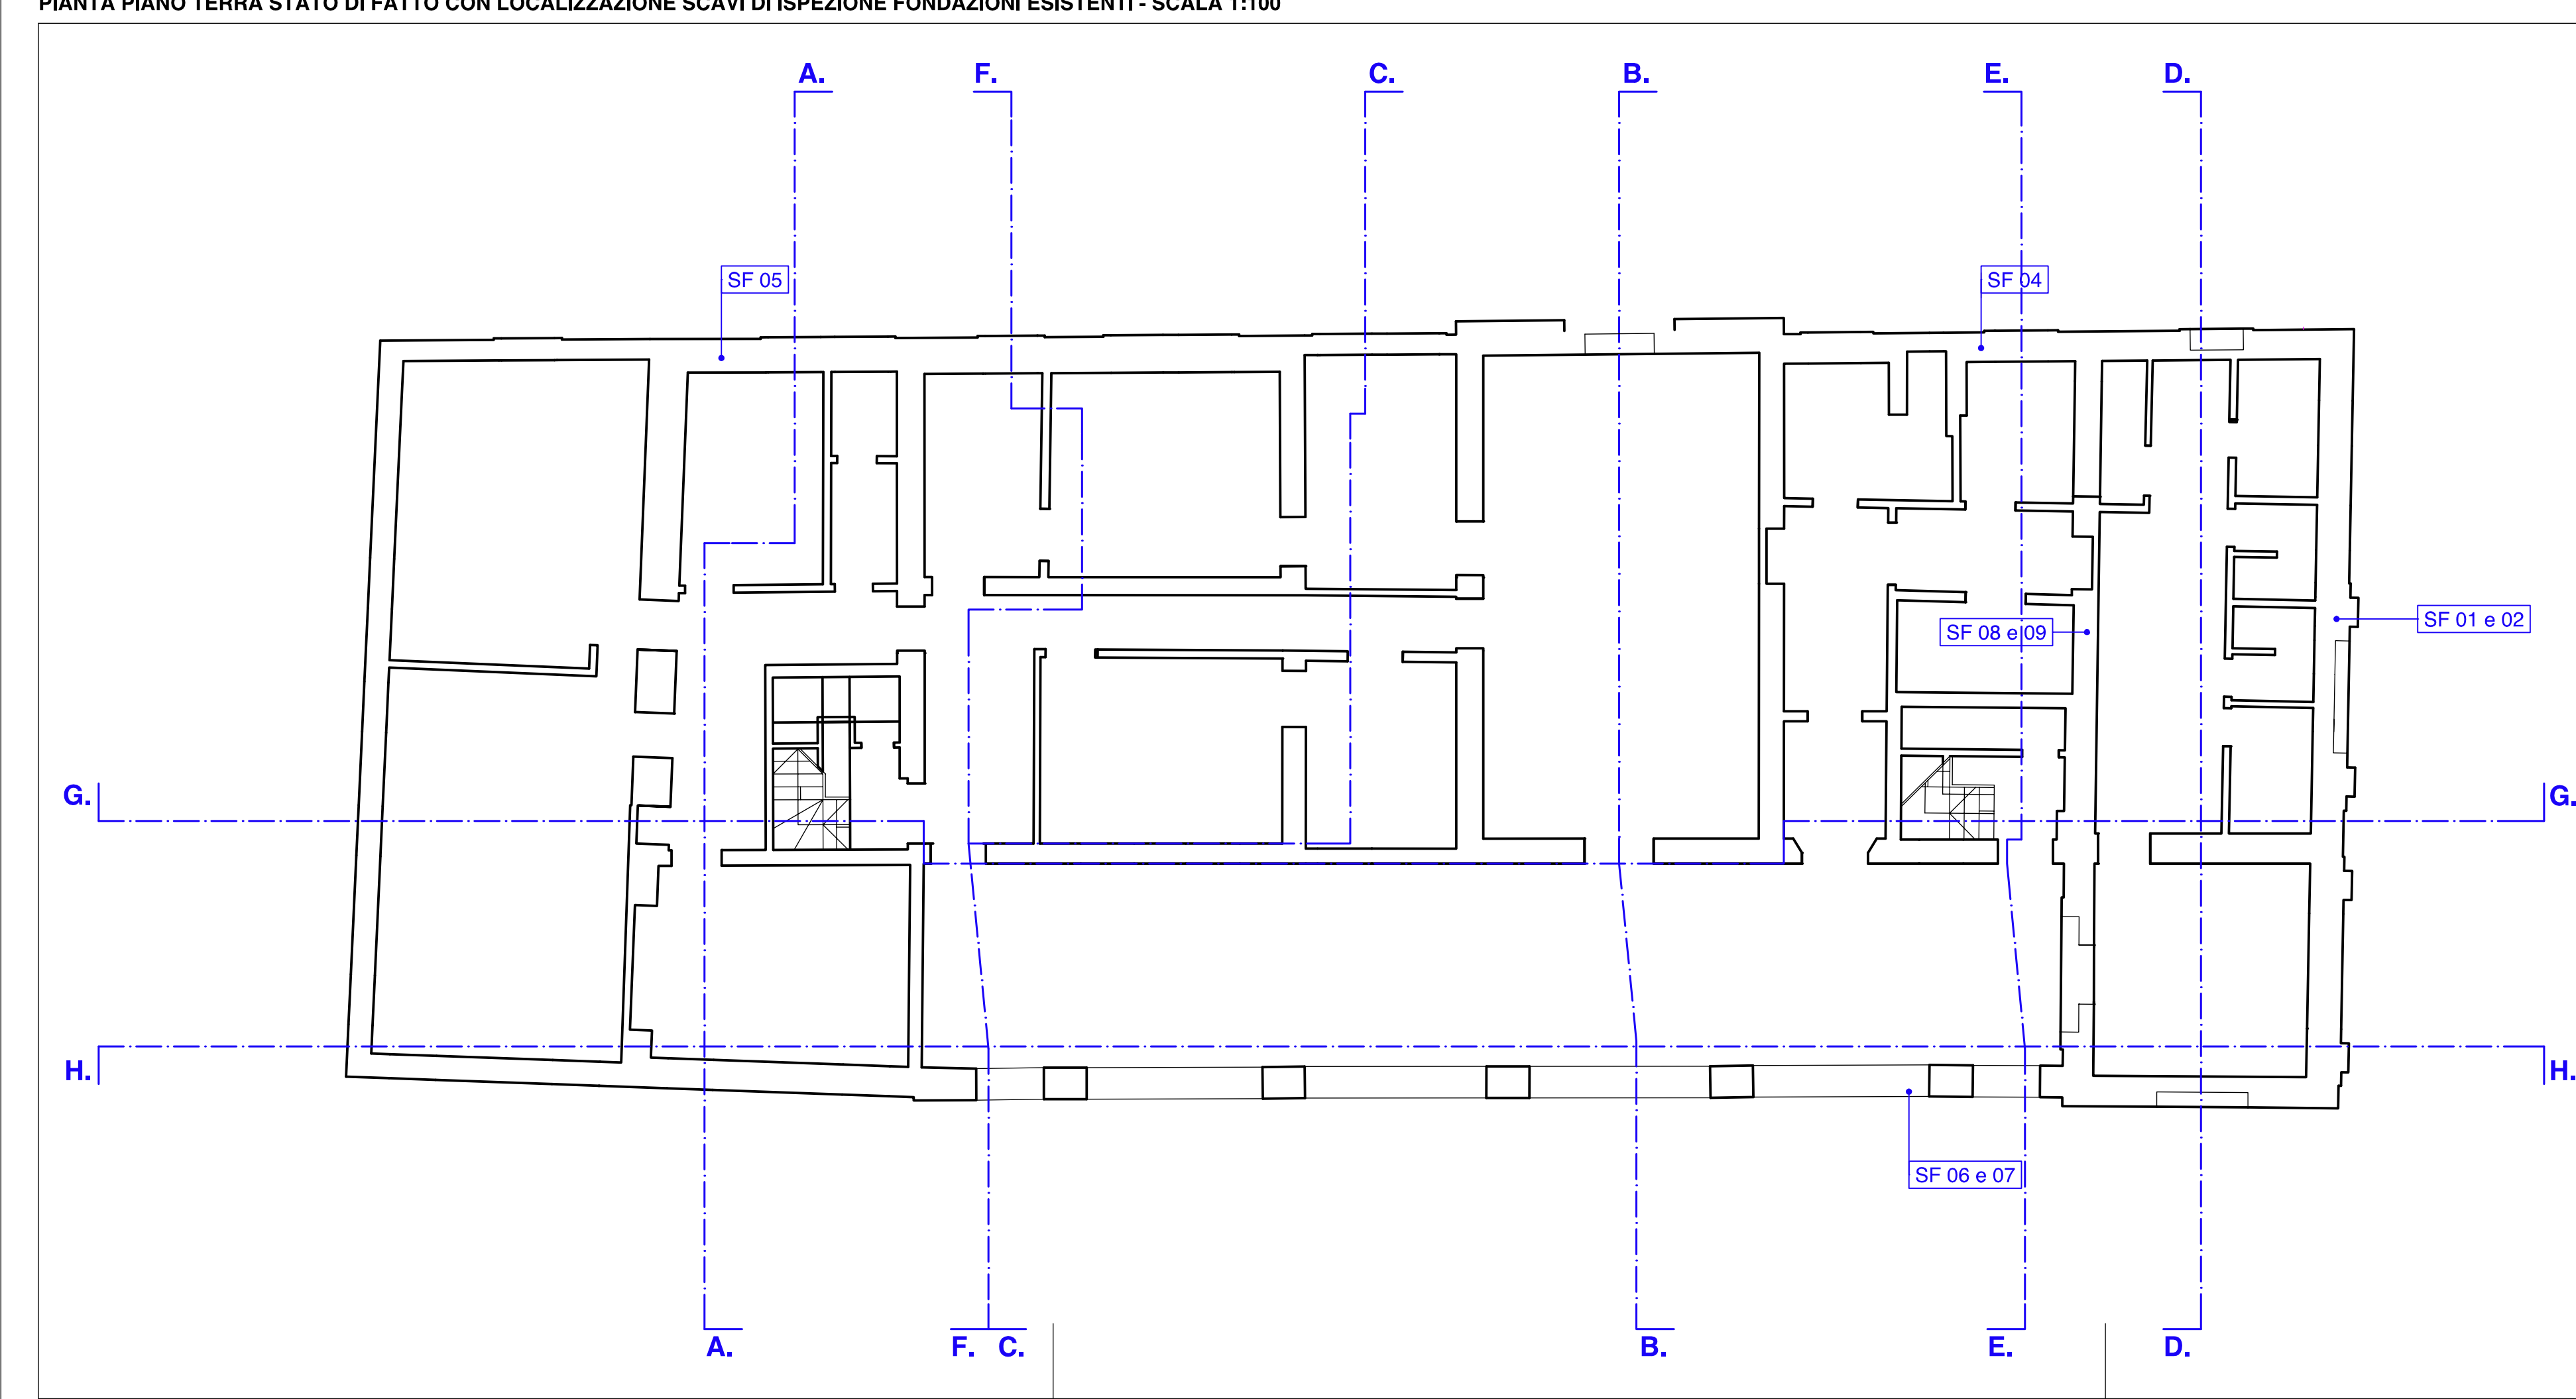 PIANTA PIANO TERRA STATO DI FATTO CON LOCALIZZAZIONE SCAVI DI ISPEZIONE FONDAZIONI ESISTENTI - SCALA 1:100
A. F. C. B. E. D.
SF 05 SF 04
SF 08 e 09 SF 01 e 02
G. G.
H. H.
SF 06 e 07
A. F. C. B. E. D.